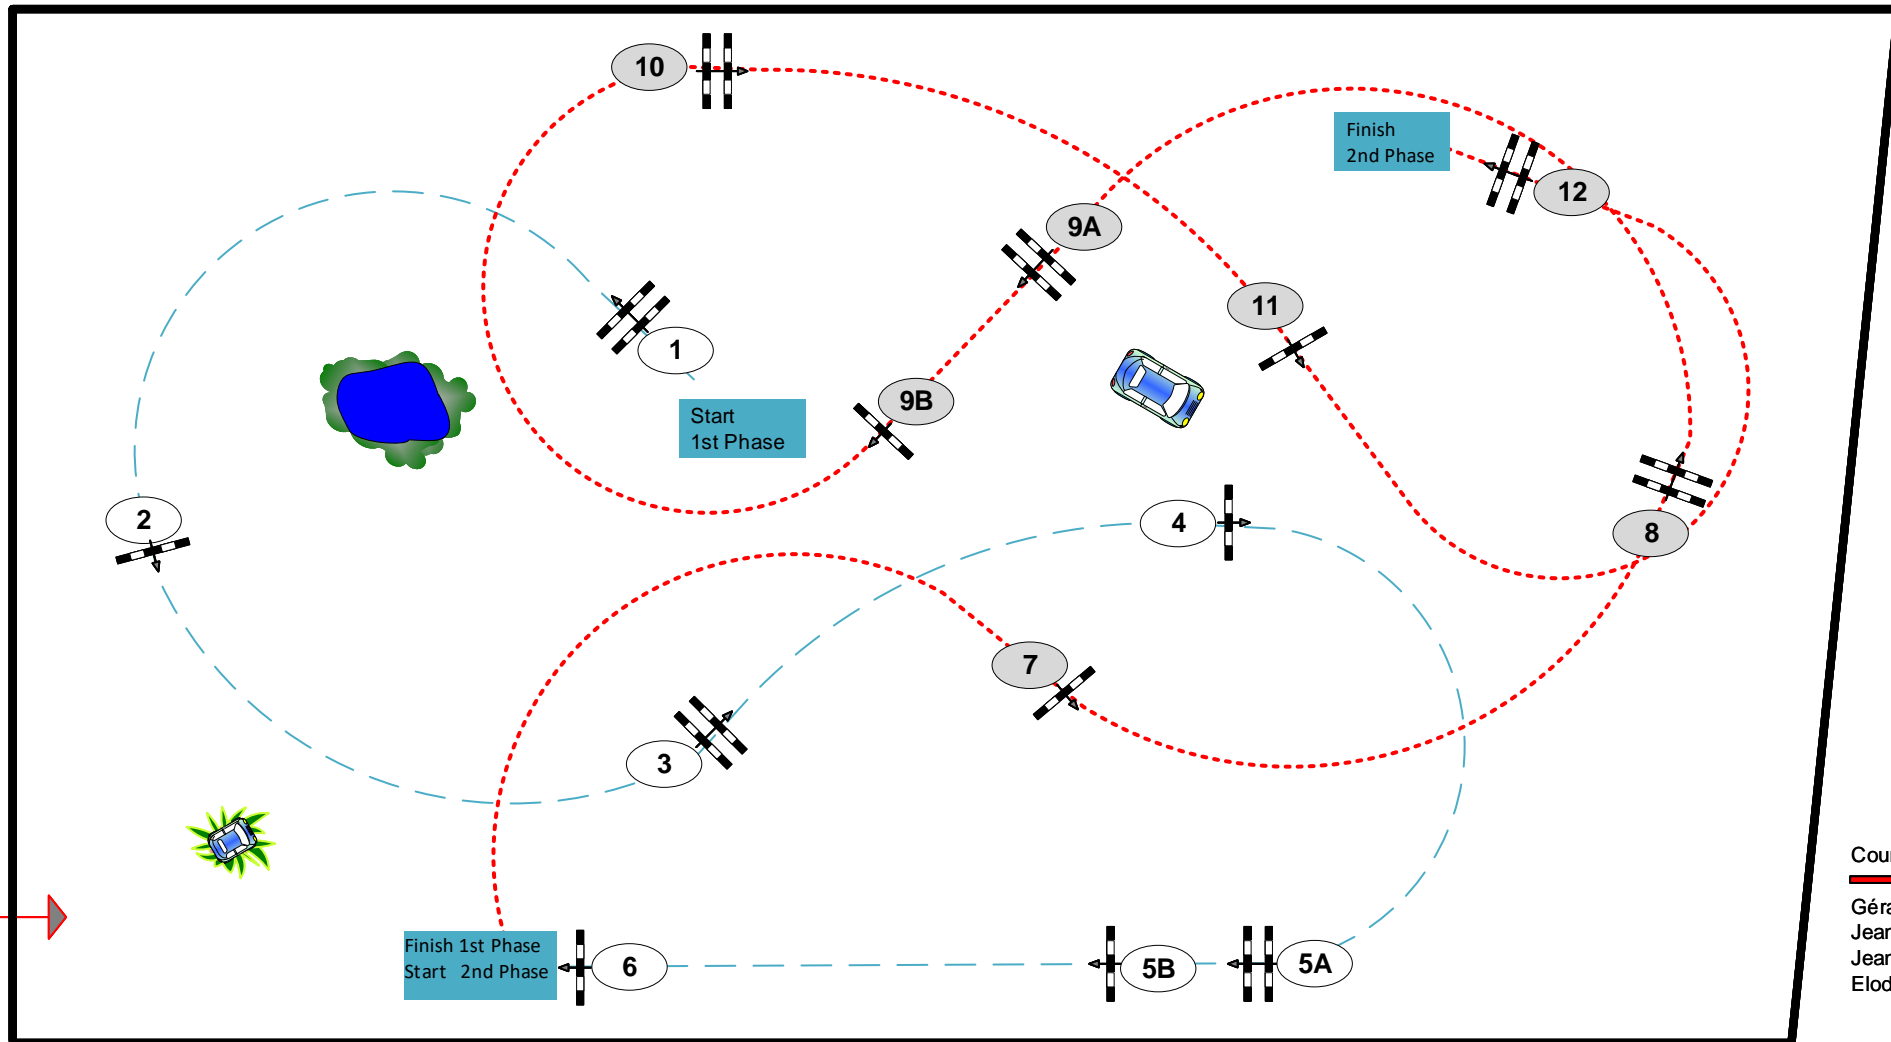 10
Finish
2nd Phase
12
9A
11
1
9B
Start
1st Phase
2
4
8
7
3
Finish 1st Phase
Start 2nd Phase
6
5B
5A